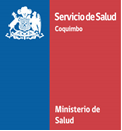 Servicio de Salud
Coquimbo
Ministerio de
Salud